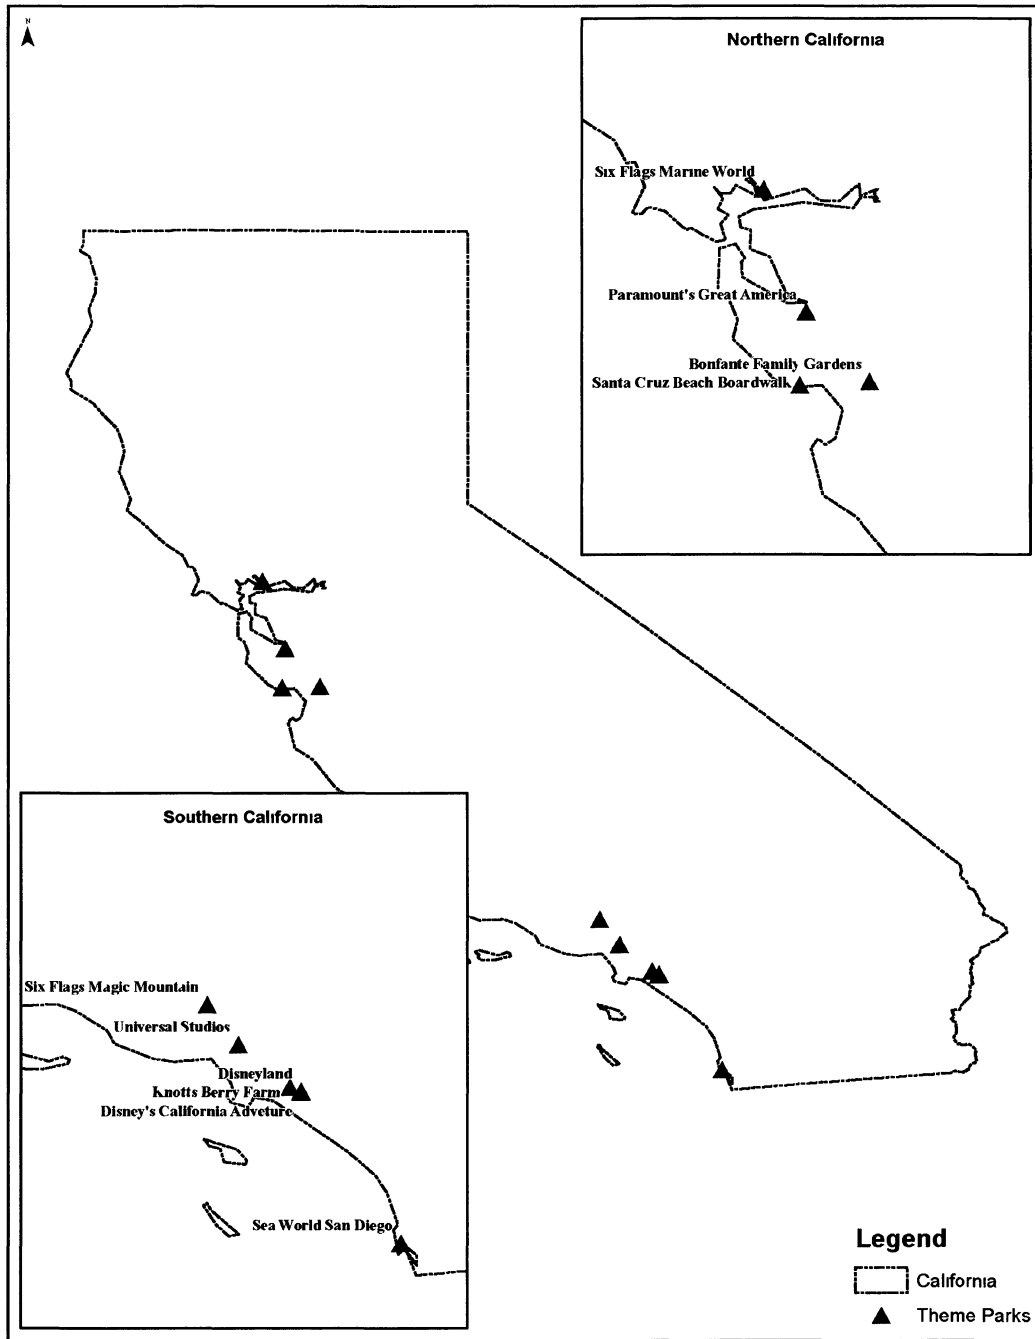 N
Northern California
Six Flags Marine World
Paramount's Great America
Bonfante Family Gardens
Santa Cruz Beach Boardwalk
Southern California
Six Flags Magic Mountain
Universal Studios
Disneyland
Knotts Berry Farm
Disney's California Adveture
Sea World San Diego
Legend
California
Theme Parks